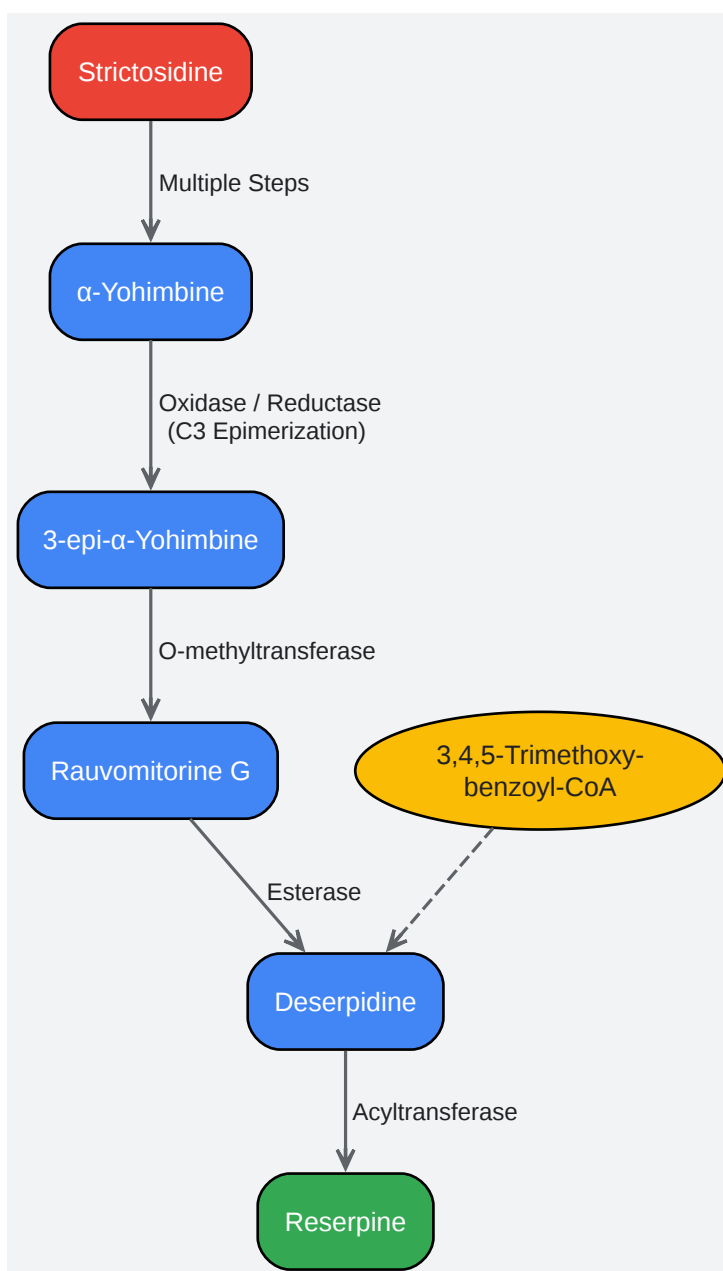 Strictosidine
Multiple Steps
α-Yohimbine
Oxidase / Reductase
(C3 Epimerization)
3-epi-α-Yohimbine
O-methyltransferase
Rauvomitorine G
3,4,5-Trimethoxy-
benzoyl-CoA
Esterase
Deserpidine
Acyltransferase
Reserpine